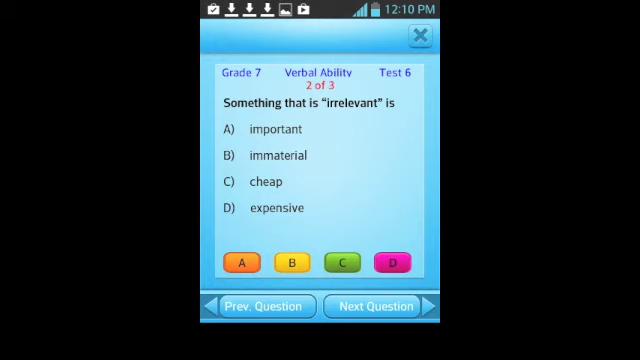 12:10 PM
Grade 7 Verbal Ability Test 6
2 of 3
Something that is “irrelevant” is
A) important
B) immaterial
C) cheap
D) expensive
A B C D
Prev. Question Next Question